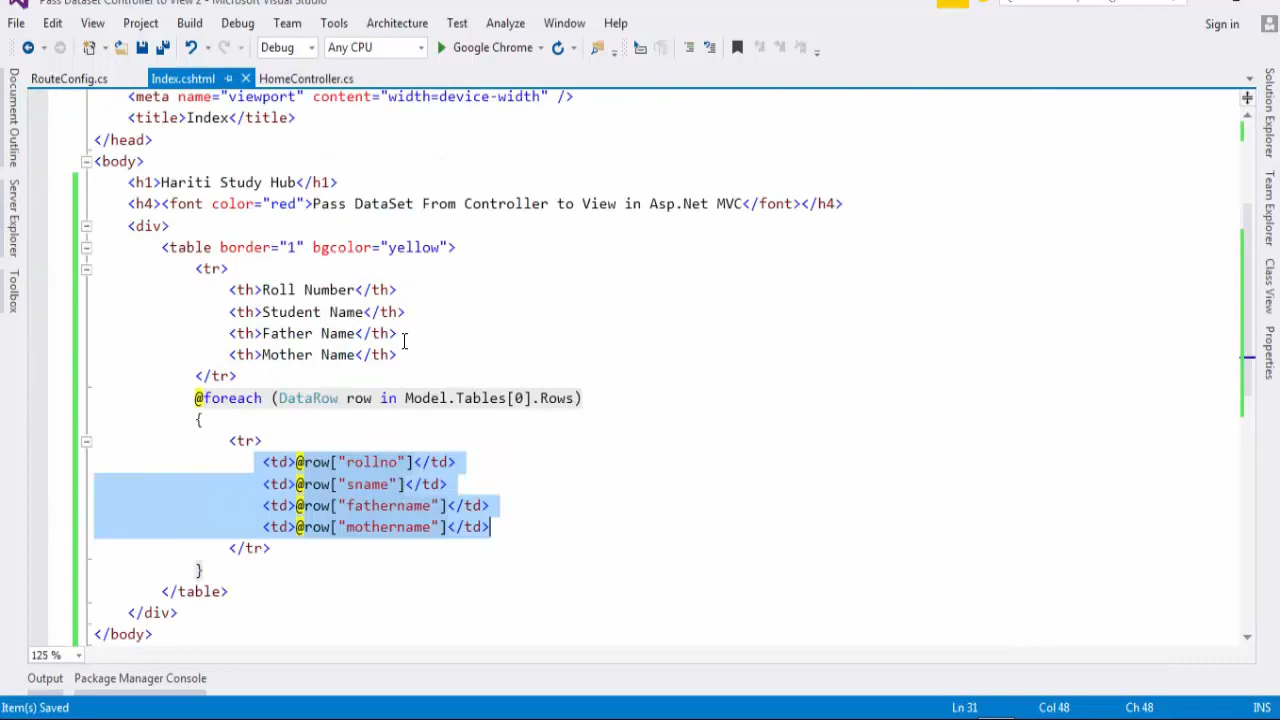 Pass Dataset Controller to View 2 - Microsoft Visual Studio
File Edit View Project Build Debug Team Tools Architecture Test Analyze Window Help
Sign in
Debug Any CPU Google Chrome
RouteConfig.cs Index.cshtml HomeController.cs
<meta name="viewport" content="width=device-width" />
<title>Index</title>
</head>
<body>
<h1>Hariti Study Hub</h1>
<h4><font color="red">Pass DataSet From Controller to View in Asp.Net MVC</font></h4>
<div>
<table border="1" bgcolor="yellow">
<tr>
<th>Roll Number</th>
<th>Student Name</th>
<th>Father Name</th>
<th>Mother Name</th>
</tr>
@foreach (DataRow row in Model.Tables[0].Rows)
{
<tr>
<td>@row["rollno"]</td>
<td>@row["sname"]</td>
<td>@row["fathername"]</td>
<td>@row["mothername"]</td>
</tr>
}
</table>
</div>
</body>
125 %
Output Package Manager Console
Item(s) Saved Ln 31 Col 48 Ch 48 INS
Document Outline
Server Explorer
Toolbox
Solution Explorer
Team Explorer
Class View
Properties